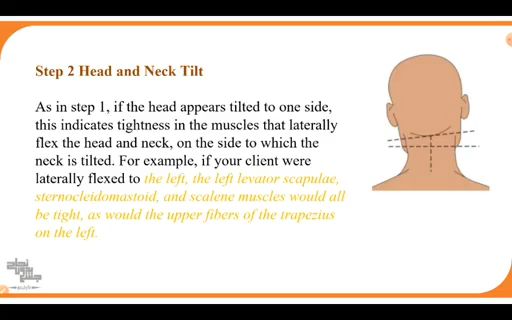 Step 2 Head and Neck Tilt
As in step 1, if the head appears tilted to one side,
this indicates tightness in the muscles that laterally
flex the head and neck, on the side to which the
neck is tilted. For example, if your client were
laterally flexed to the left, the left levator scapulae,
sternocleidomastoid, and scalene muscles would all
be tight, as would the upper fibers of the trapezius
on the left.